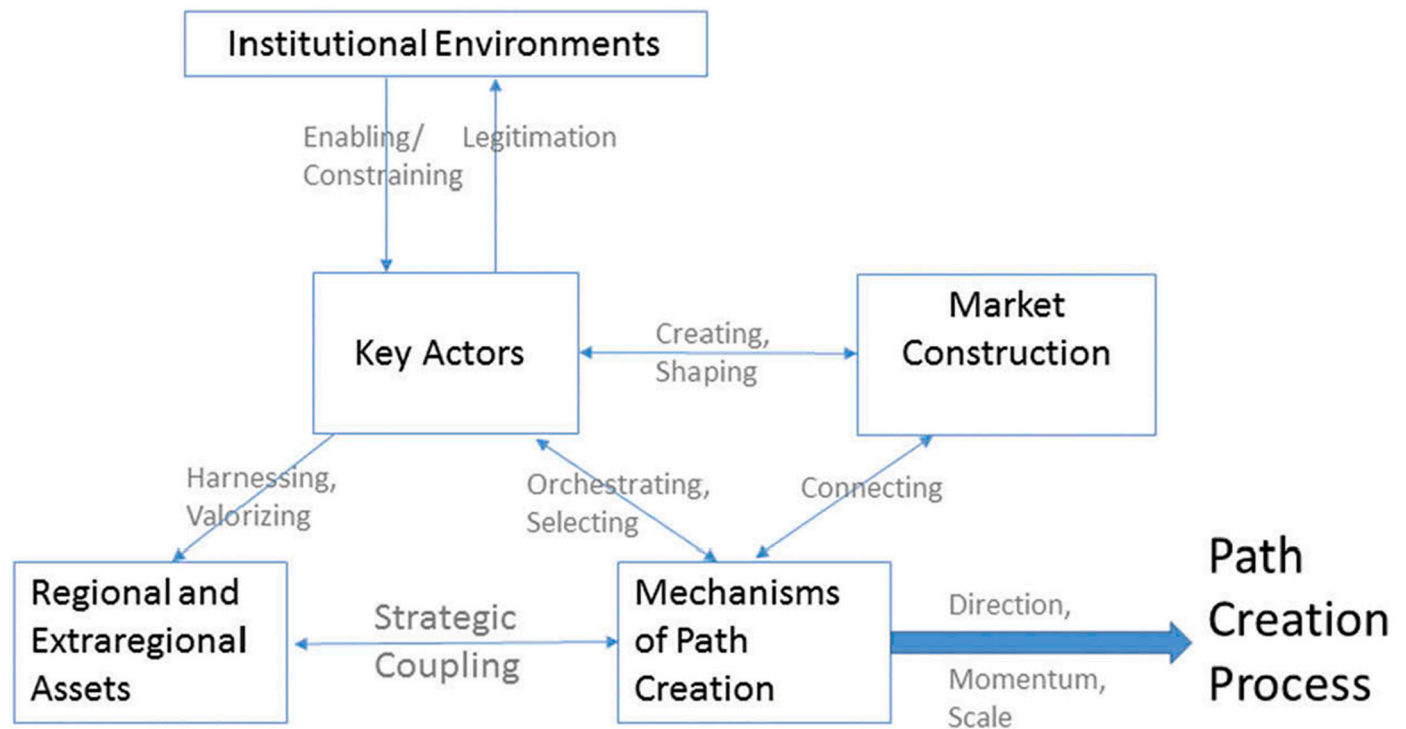 Institutional Environments
Enabling/
Constraining
Legitimation
Key Actors
Creating,
Shaping
Market
Construction
Harnessing,
Valorizing
Orchestrating,
Selecting
Connecting
Regional and
Extraregional
Assets
Strategic
Coupling
Mechanisms
of Path
Creation
Direction,
Momentum,
Scale
Path
Creation
Process